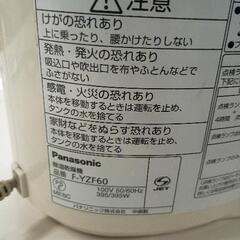 注意
けがの恐れあり
上に乗ったり、腰かけたりしない
発熱・発火の恐れあり
吸込口や吹出口を布やふとんなどで
ふさがない
感電・火災の恐れあり
本体を移動するときは運転を止め、
タンクの水を捨てる
家財などをぬらす恐れあり
本体を移動するときは運転を止め、
タンクの水を捨てる
Panasonic
除湿乾燥機
品番 F-YZF60
100V 50/60Hz
395/395W
パナソニック株式会社 中国製
JET